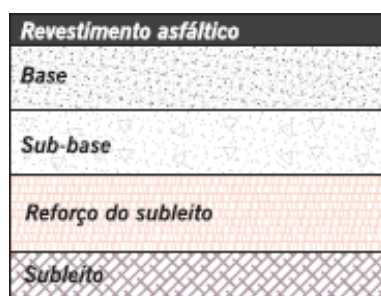 Revestimento asfáltico
Base
Sub-base
Reforço do subleito
Subleito